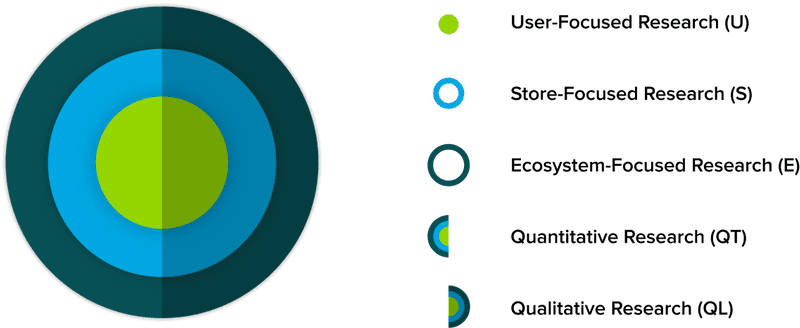 User-Focused Research (U)
Store-Focused Research (S)
Ecosystem-Focused Research (E)
Quantitative Research (QT)
Qualitative Research (QL)